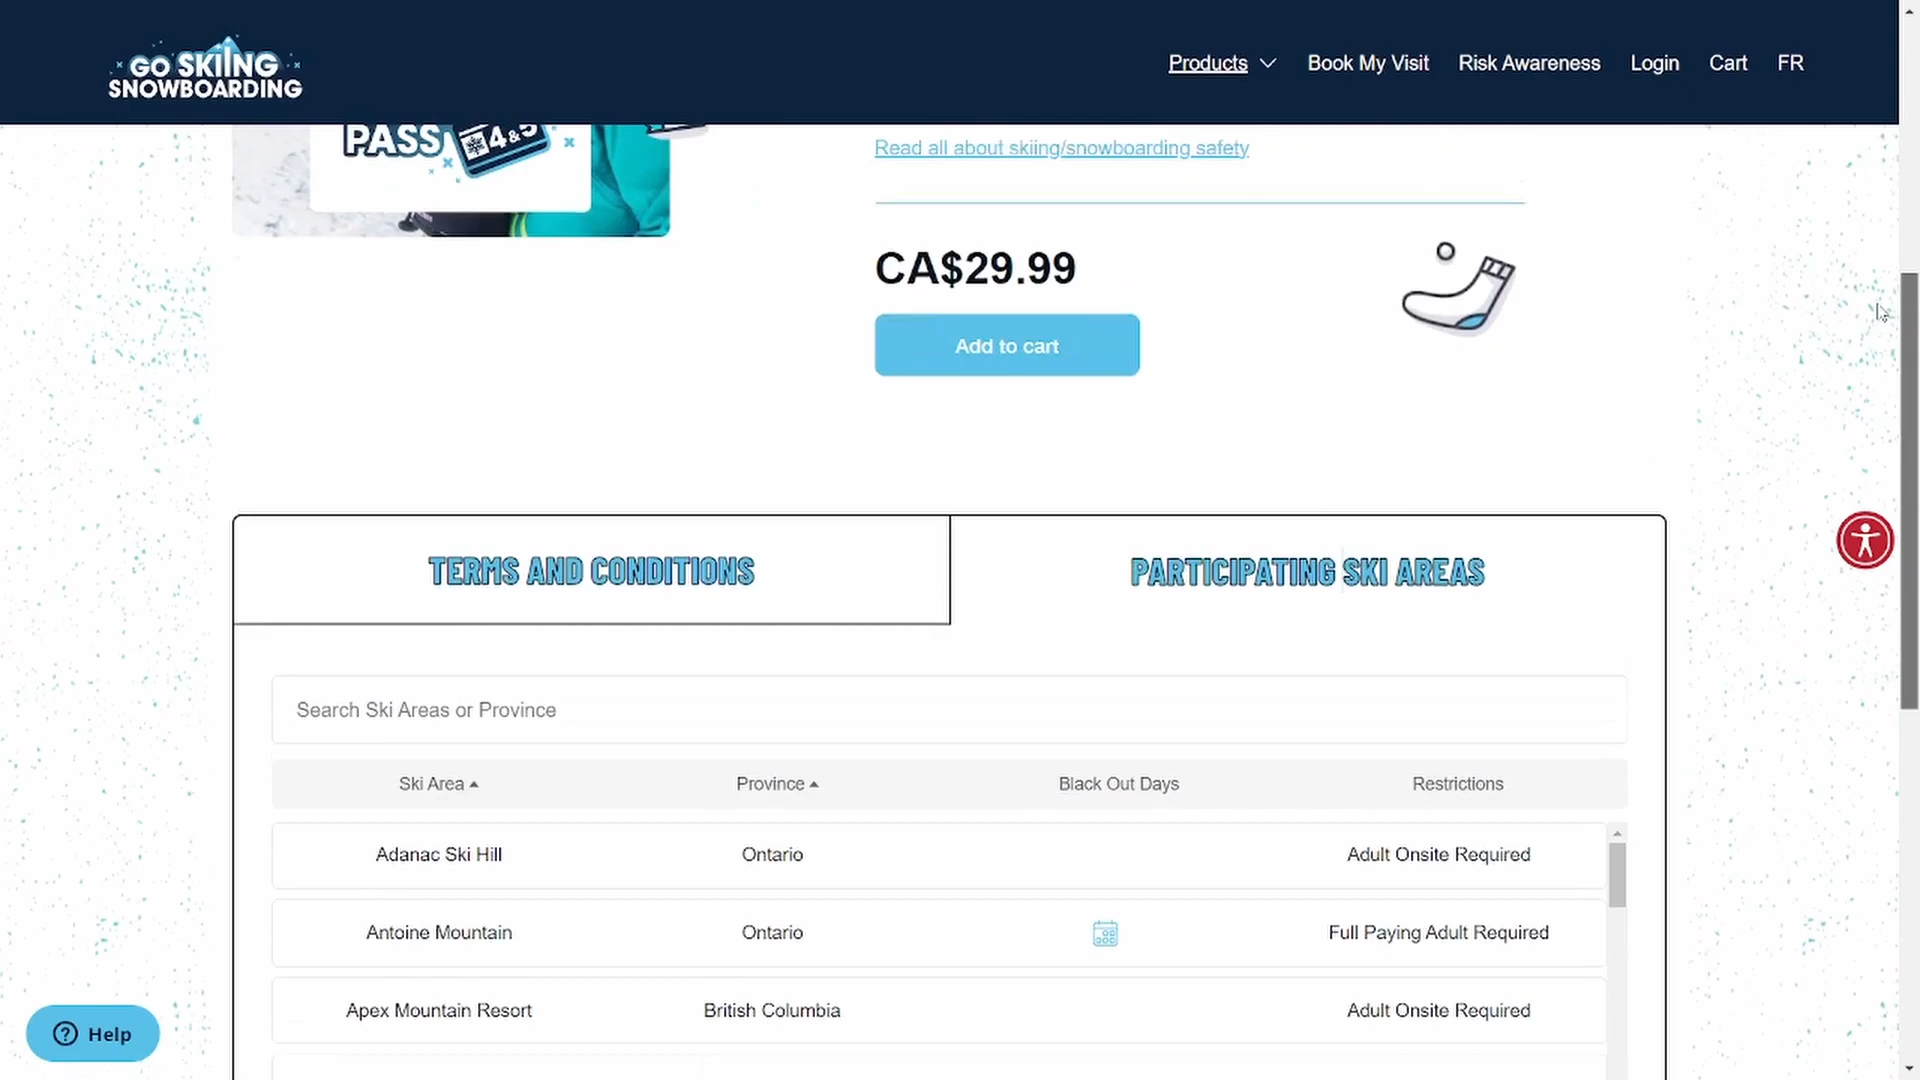 GO SKIING
SNOWBOARDING
Products
Book My Visit
Risk Awareness
Login
Cart
FR
PASS
4&5
Read all about skiing/snowboarding safety
CA$29.99
Add to cart
TERMS AND CONDITIONS
PARTICIPATING SKI AREAS
Search Ski Areas or Province
Ski Area
Province
Black Out Days
Restrictions
Adanac Ski Hill
Ontario
Adult Onsite Required
Antoine Mountain
Ontario
Full Paying Adult Required
Apex Mountain Resort
British Columbia
Adult Onsite Required
Help